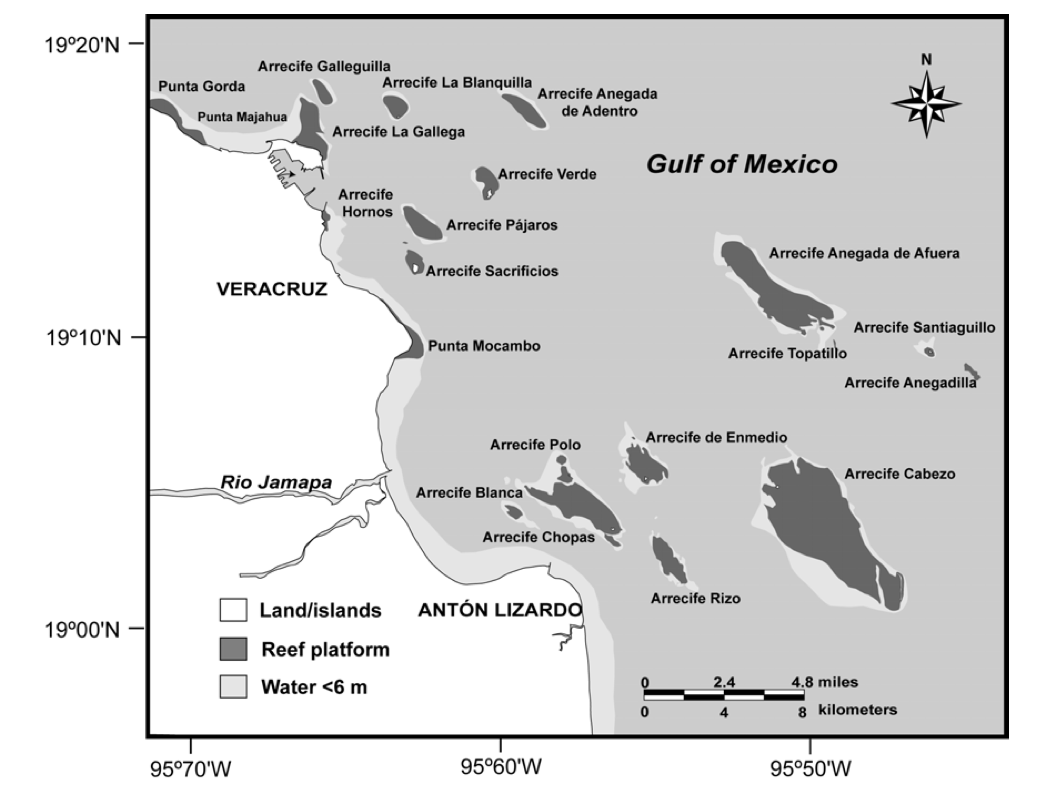 19º20'N
N
Arrecife Galleguilla
Punta Gorda
Arrecife La Blanquilla
Arrecife Anegada
de Adentro
Punta Majahua
Arrecife La Gallega
Gulf of Mexico
Arrecife Verde
Arrecife
Hornos
Arrecife Pájaros
Arrecife Anegada de Afuera
Arrecife Sacrificios
VERACRUZ
Arrecife Santiaguillo
19º10'N
Punta Mocambo
Arrecife Topatillo
Arrecife Anegadilla
Arrecife Polo
Arrecife de Enmedio
Arrecife Cabezo
Rio Jamapa
Arrecife Blanca
Arrecife Chopas
Arrecife Rizo
Land/islands
ANTÓN LIZARDO
19º00'N
Reef platform
Water <6 m
0 2.4 4.8 miles
0 4 8 kilometers
95º70'W
95º60'W
95º50'W